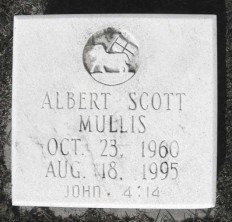 ALBERT SCOTT
MULLIS
OCT. 23, 1960
AUG. 18, 1995
JOHN • 4:14